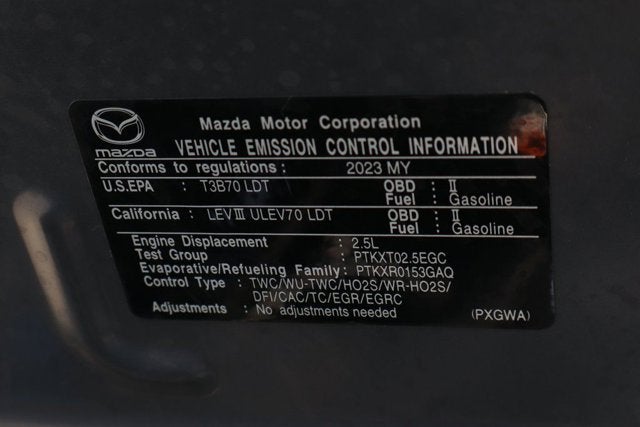 Mazda Motor Corporation
mazda VEHICLE EMISSION CONTROL INFORMATION
Conforms to regulations : 2023 MY
U.S.EPA : T3B70 LDT OBD : II
Fuel : Gasoline
California : LEVIII ULEV70 LDT OBD : II
Fuel : Gasoline
Engine Displacement : 2.5L
Test Group : PTKXT02.5EGC
Evaporative/Refueling Family : PTKXR0153GAQ
Control Type : TWC/WU-TWC/HO2S/WR-HO2S/
DFI/CAC/TC/EGR/EGRC
Adjustments : No adjustments needed (PXGWA)